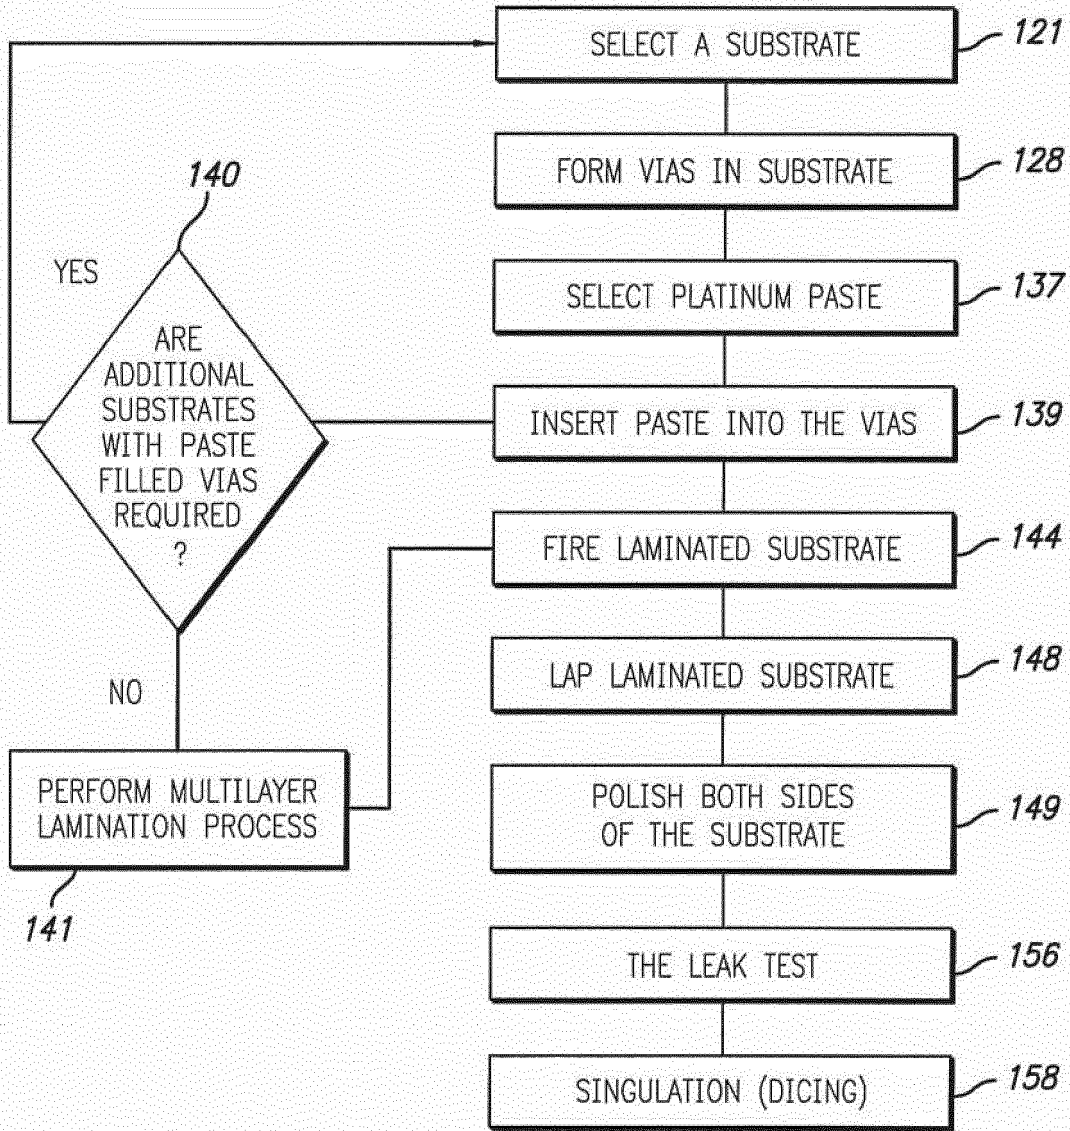 SELECT A SUBSTRATE
121
FORM VIAS IN SUBSTRATE
128
SELECT PLATINUM PASTE
137
INSERT PASTE INTO THE VIAS
139
140
YES
ARE
ADDITIONAL
SUBSTRATES
WITH PASTE
FILLED VIAS
REQUIRED
?
NO
PERFORM MULTILAYER
LAMINATION PROCESS
141
FIRE LAMINATED SUBSTRATE
144
LAP LAMINATED SUBSTRATE
148
POLISH BOTH SIDES
OF THE SUBSTRATE
149
THE LEAK TEST
156
SINGULATION (DICING)
158